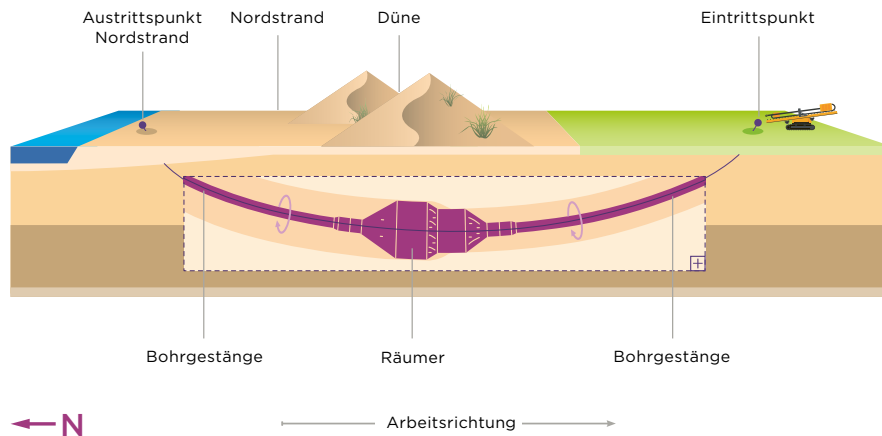 Austrittspunkt
Nordstrand
Nordstrand
Düne
Eintrittspunkt
Bohrgestänge
Räumer
Bohrgestänge
N
Arbeitsrichtung